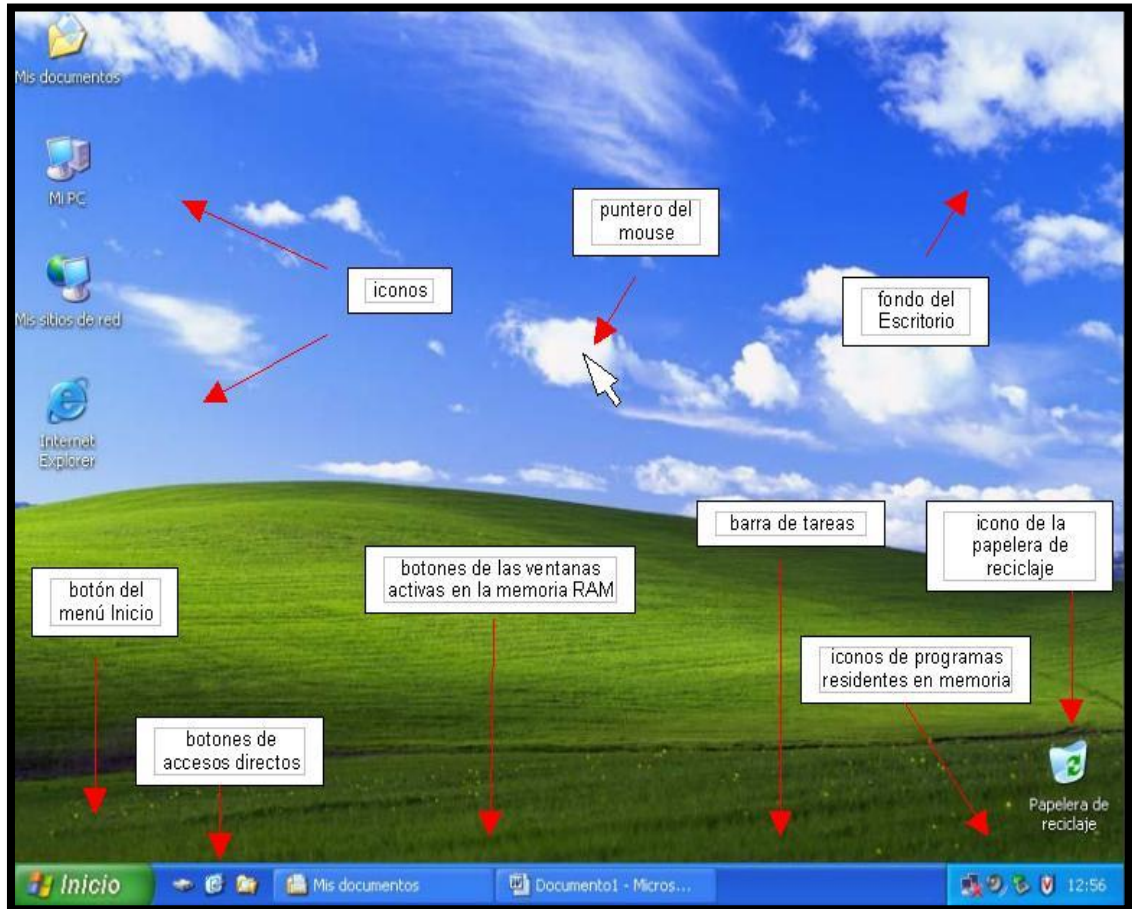 Mis documentos
Mi PC
puntero del
mouse
iconos
fondo del
Escritorio
Mis sitios de red
Internet
Explorer
barra de tareas
icono de la
papelera de
reciclaje
botones de las ventanas
activas en la memoria RAM
botón del
menú Inicio
iconos de programas
residentes en memoria
botones de
accesos directos
Papelera de
reciclaje
Inicio
Mis documentos
Documento1 - Micros...
12:56